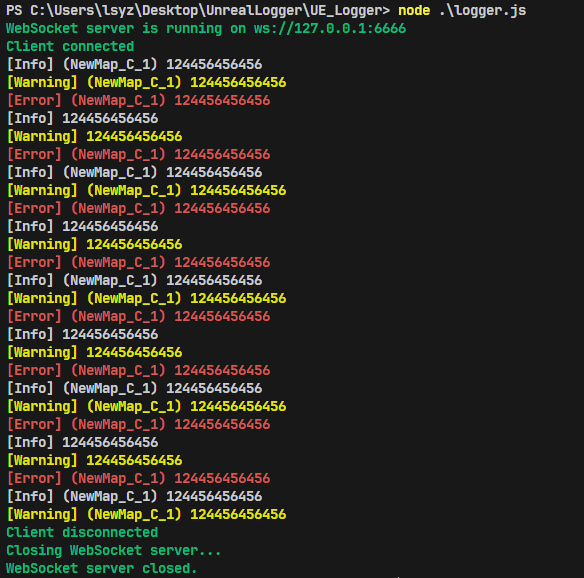 PS C:\Users\lsyz\Desktop\UnrealLogger\UE_Logger> node .\logger.js
WebSocket server is running on ws://127.0.0.1:6666
Client connected
[Info] (NewMap_C_1) 124456456456
[Warning] (NewMap_C_1) 124456456456
[Error] (NewMap_C_1) 124456456456
[Info] 124456456456
[Warning] 124456456456
[Error] (NewMap_C_1) 124456456456
[Info] (NewMap_C_1) 124456456456
[Warning] (NewMap_C_1) 124456456456
[Error] (NewMap_C_1) 124456456456
[Info] 124456456456
[Warning] 124456456456
[Error] (NewMap_C_1) 124456456456
[Info] (NewMap_C_1) 124456456456
[Warning] (NewMap_C_1) 124456456456
[Error] (NewMap_C_1) 124456456456
[Info] 124456456456
[Warning] 124456456456
[Error] (NewMap_C_1) 124456456456
[Info] (NewMap_C_1) 124456456456
[Warning] (NewMap_C_1) 124456456456
[Error] (NewMap_C_1) 124456456456
[Info] 124456456456
[Warning] 124456456456
[Error] (NewMap_C_1) 124456456456
[Info] (NewMap_C_1) 124456456456
[Warning] (NewMap_C_1) 124456456456
Client disconnected
Closing WebSocket server...
WebSocket server closed.